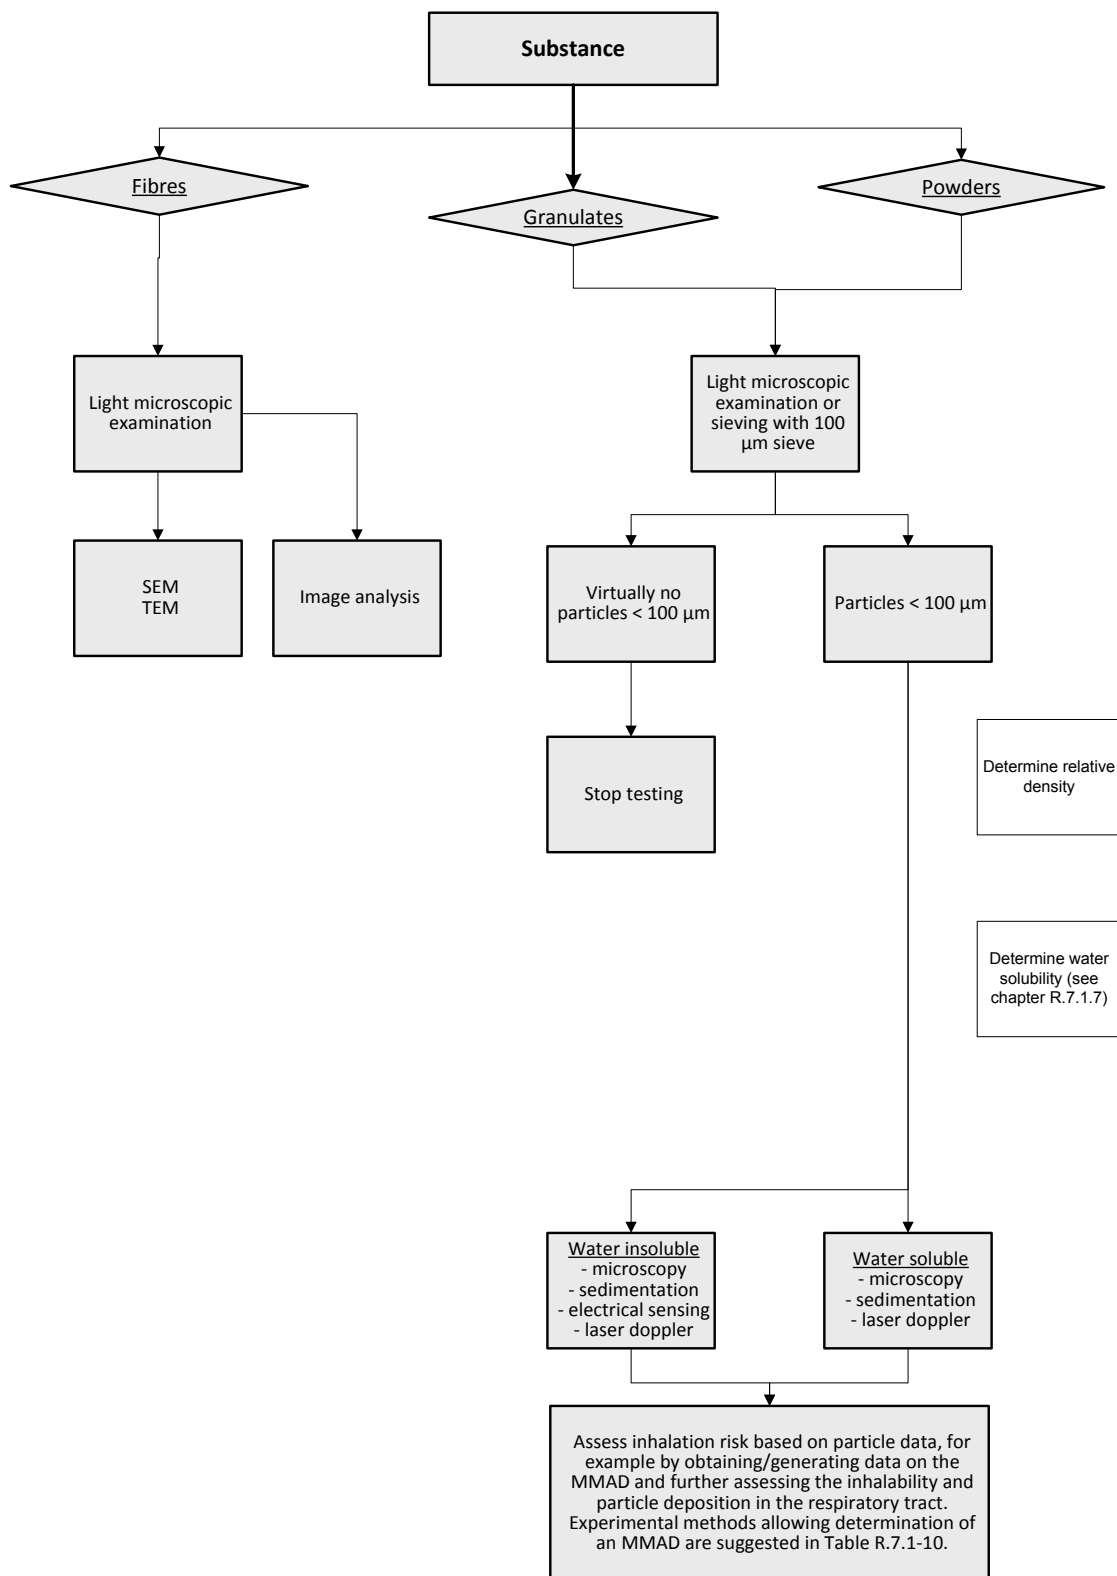 Substance
Fibres
Granulates
Powders
Light microscopic
examination
Light microscopic
examination or
sieving with 100
µm sieve
SEM
TEM
Image analysis
Virtually no
particles < 100 µm
Particles < 100 µm
Stop testing
Determine relative
density
Determine water
solubility (see
chapter R.7.1.7)
Water insoluble
- microscopy
- sedimentation
- electrical sensing
- laser doppler
Water soluble
- microscopy
- sedimentation
- laser doppler
Assess inhalation risk based on particle data, for
example by obtaining/generating data on the
MMAD and further assessing the inhalability and
particle deposition in the respiratory tract.
Experimental methods allowing determination of
an MMAD are suggested in Table R.7.1-10.